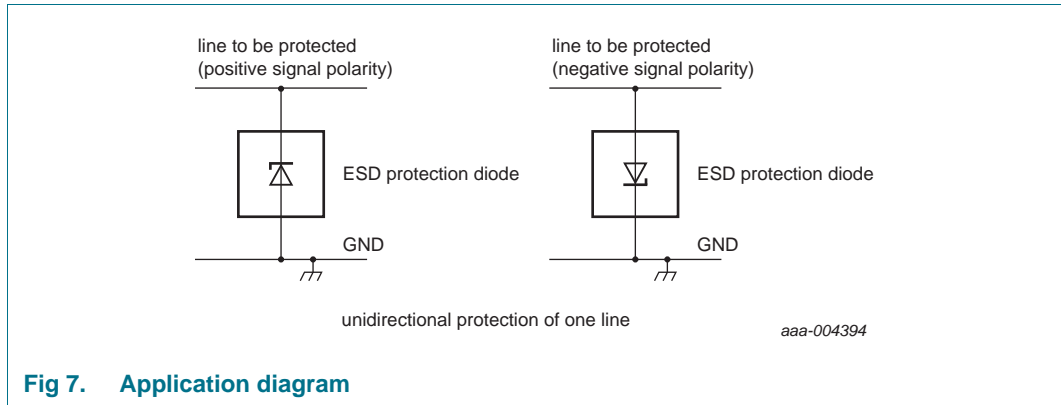 line to be protected
(positive signal polarity)
ESD protection diode
GND
line to be protected
(negative signal polarity)
ESD protection diode
GND
unidirectional protection of one line
aaa-004394
Fig 7. Application diagram